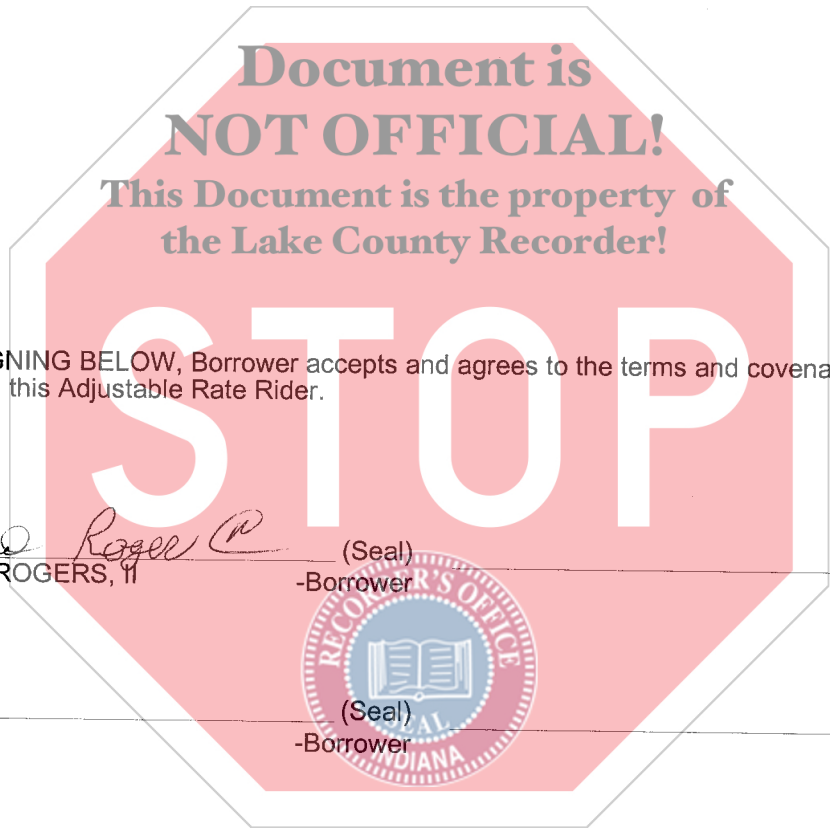 Document is
NOT OFFICIAL!
This Document is the property of
the Lake County Recorder!
STOP
GNING BELOW, Borrower accepts and agrees to the terms and covena
this Adjustable Rate Rider.
Roger
(Seal)
ROGERS, II
-Borrower
RECORDER'S OFFICE
SEAL
INDIANA
(Seal)
-Borrower